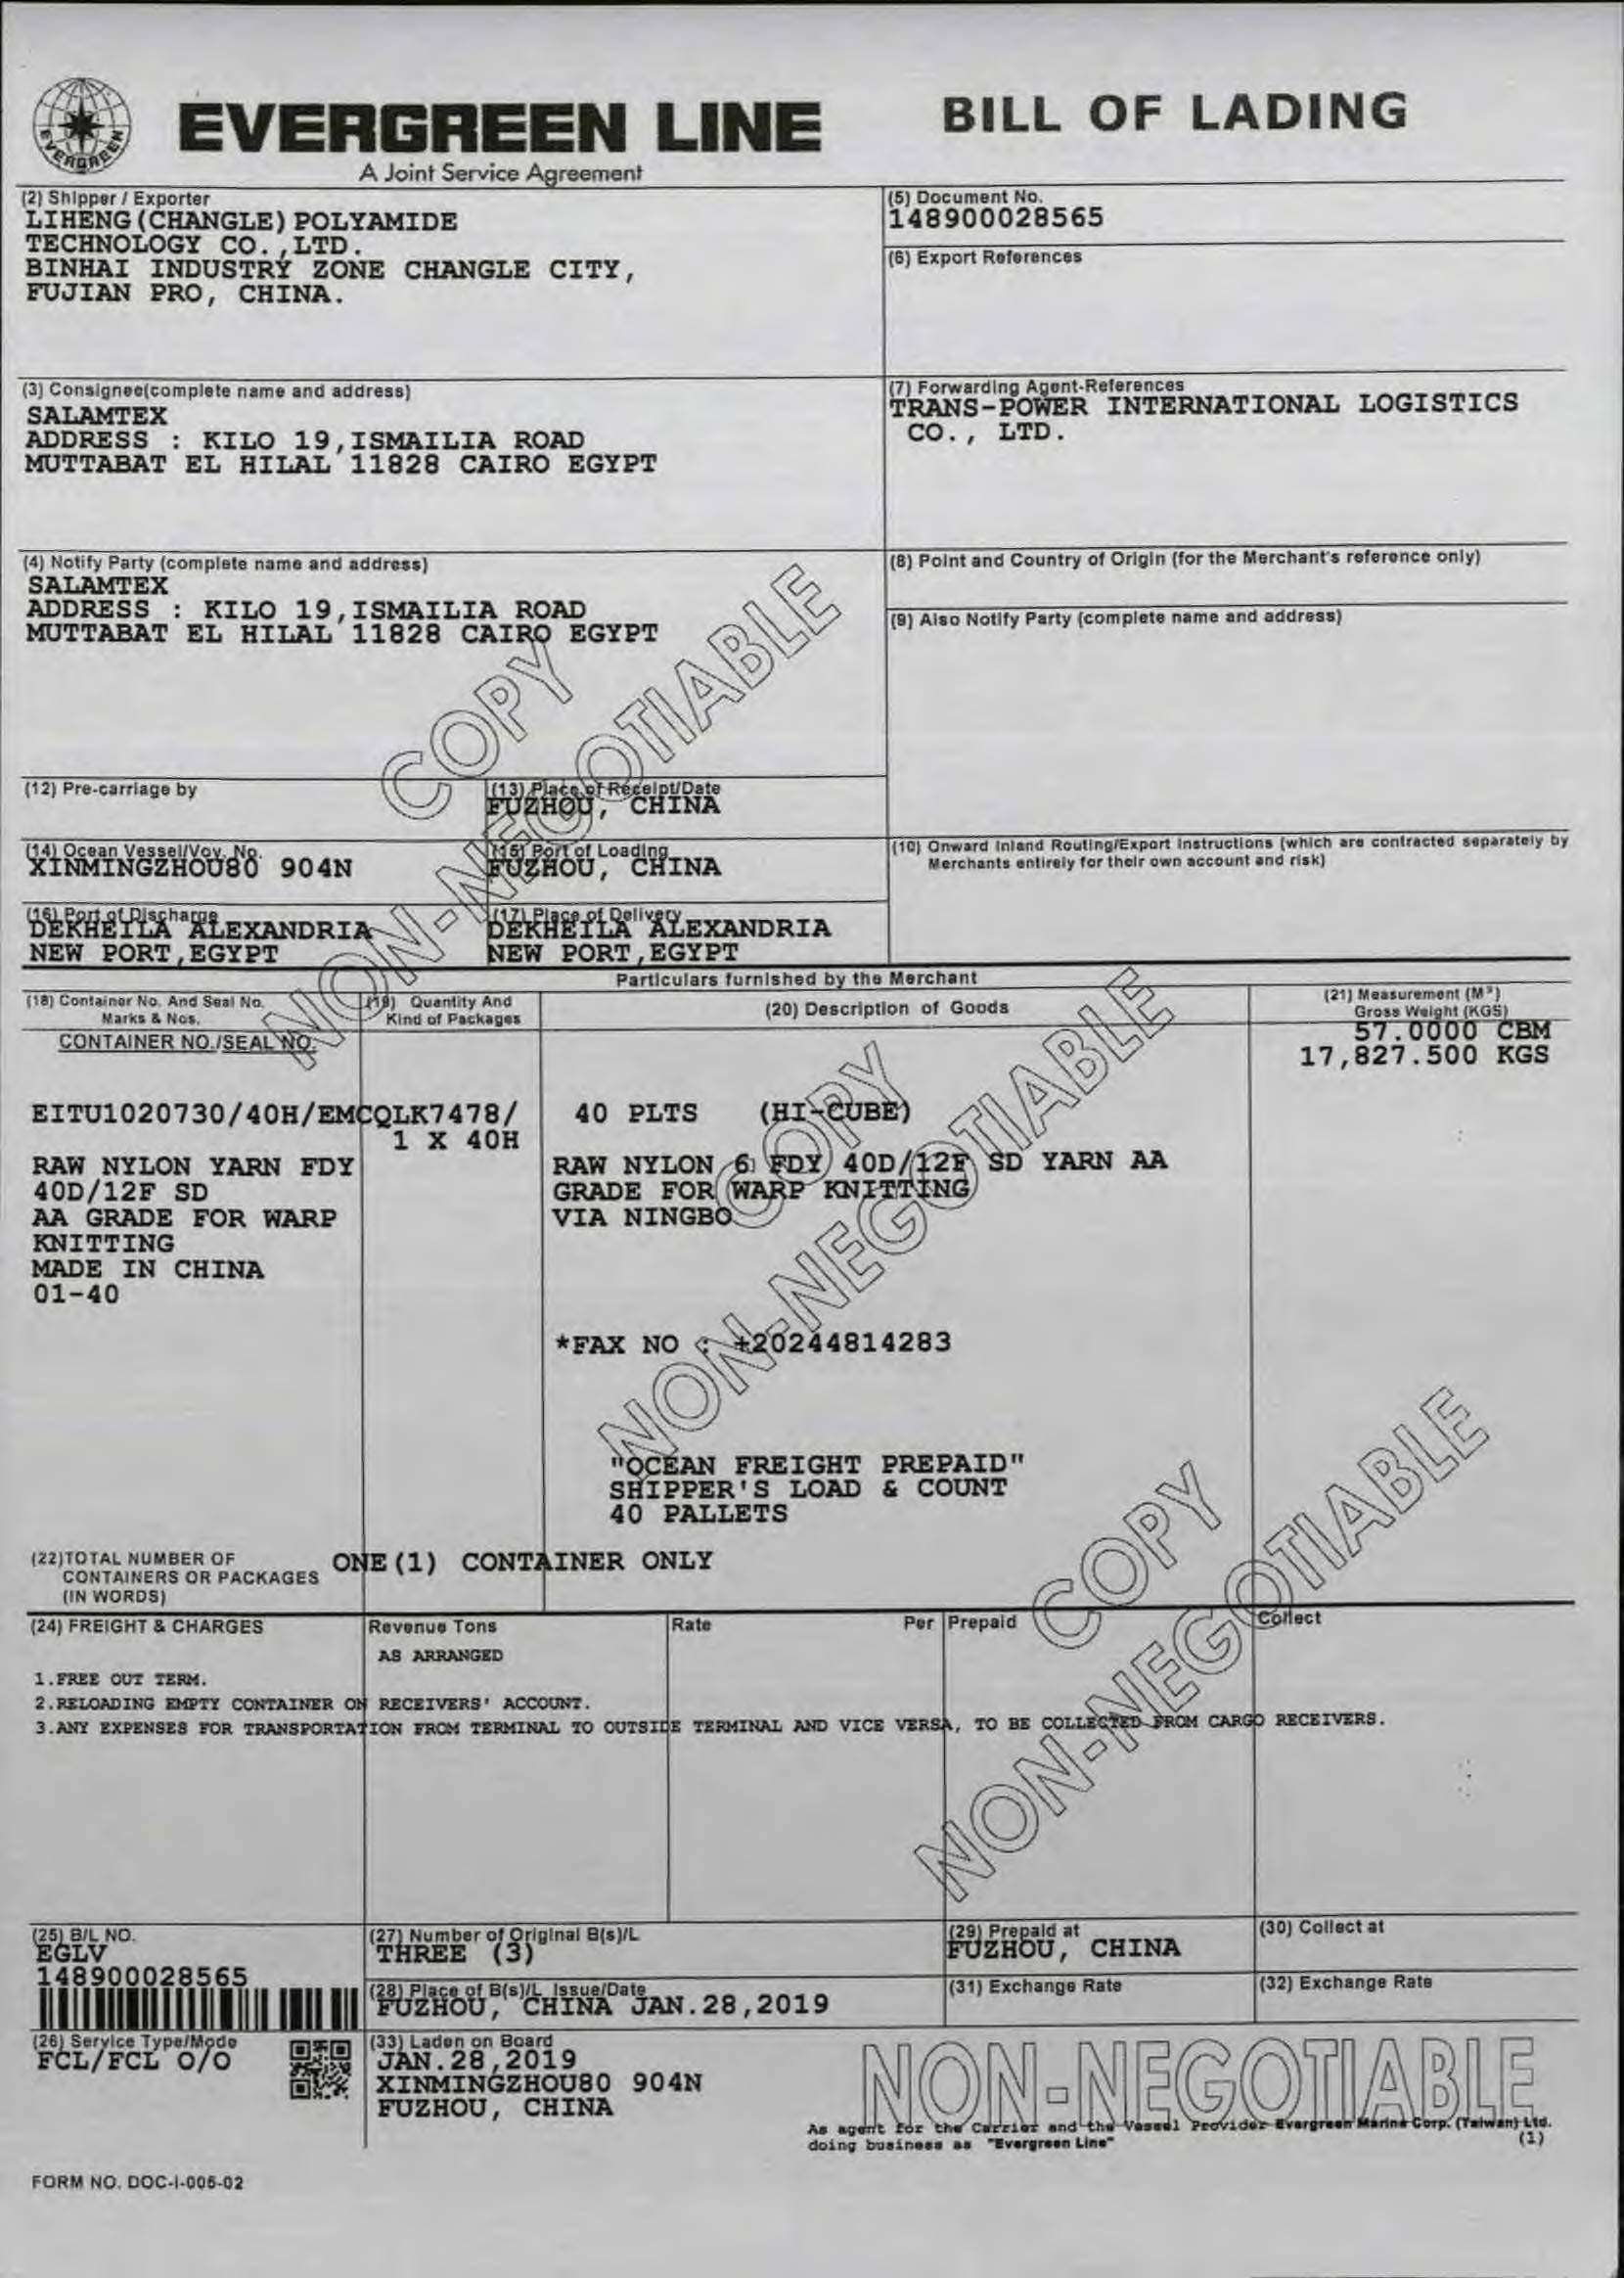 EVERGREEN
EVERGREEN LINE
A Joint Service Agreement
BILL OF LADING
(2) Shipper / Exporter
LIHENG(CHANGLE)POLYAMIDE
TECHNOLOGY CO.,LTD.
BINHAI INDUSTRY ZONE CHANGLE CITY,
FUJIAN PRO, CHINA.
(5) Document No.
148900028565
(6) Export References
(3) Consignee(complete name and address)
SALAMTEX
ADDRESS : KILO 19,ISMAILIA ROAD
MUTTABAT EL HILAL 11828 CAIRO EGYPT
(7) Forwarding Agent-References
TRANS-POWER INTERNATIONAL LOGISTICS
CO., LTD.
(4) Notify Party (complete name and address)
SALAMTEX
ADDRESS : KILO 19,ISMAILIA ROAD
MUTTABAT EL HILAL 11828 CAIRO EGYPT
(8) Point and Country of Origin (for the Merchant's reference only)
(9) Also Notify Party (complete name and address)
COPY
NON-NEGOTIABLE
(12) Pre-carriage by
(13) Place of Receipt/Date
FUZHOU, CHINA
(14) Ocean Vessel/Voy. No.
XINMINGZHOU80 904N
(15) Port of Loading
FUZHOU, CHINA
(10) Onward Inland Routing/Export Instructions (which are contracted separately by
Merchants entirely for their own account and risk)
(16) Port of Discharge
DEKHEILA ALEXANDRIA
NEW PORT,EGYPT
(17) Place of Delivery
DEKHEILA ALEXANDRIA
NEW PORT,EGYPT
Particulars furnished by the Merchant
(18) Container No. And Seal No.
Marks & Nos.
(19) Quantity And
Kind of Packages
(20) Description of Goods
(21) Measurement (M³)
Gross Weight (KGS)
CONTAINER NO./SEAL NO.
57.0000 CBM
17,827.500 KGS
EITU1020730/40H/EMCQLK7478/ 40 PLTS (HI-CUBE)
1 X 40H
RAW NYLON YARN FDY
40D/12F SD
AA GRADE FOR WARP
KNITTING
MADE IN CHINA
01-40
RAW NYLON 6 FDY 40D/12F SD YARN AA
GRADE FOR WARP KNITTING
VIA NINGBO
COPY
NON-NEGOTIABLE
*FAX NO : +20244814283
"OCEAN FREIGHT PREPAID"
SHIPPER'S LOAD & COUNT
40 PALLETS
(22)TOTAL NUMBER OF
CONTAINERS OR PACKAGES
(IN WORDS)
ONE(1) CONTAINER ONLY
COPY
NON-NEGOTIABLE
(24) FREIGHT & CHARGES
Revenue Tons
Rate
Per
Prepaid
Collect
AS ARRANGED
1.FREE OUT TERM.
2.RELOADING EMPTY CONTAINER ON RECEIVERS' ACCOUNT.
3.ANY EXPENSES FOR TRANSPORTATION FROM TERMINAL TO OUTSIDE TERMINAL AND VICE VERSA, TO BE COLLECTED FROM CARGO RECEIVERS.
(25) B/L NO.
EGLV
148900028565
(27) Number of Original B(s)/L
THREE (3)
(29) Prepaid at
FUZHOU, CHINA
(30) Collect at
(28) Place of B(s)/L Issue/Date
FUZHOU, CHINA JAN.28,2019
(31) Exchange Rate
(32) Exchange Rate
(26) Service Type/Mode
FCL/FCL O/O
(33) Laden on Board
JAN.28,2019
XINMINGZHOU80 904N
FUZHOU, CHINA
NON-NEGOTIABLE
As agent for the Carrier and the Vessel Provider Evergreen Marine Corp. (Taiwan) Ltd.
doing business as "Evergreen Line"
(1)
FORM NO. DOC-I-005-02